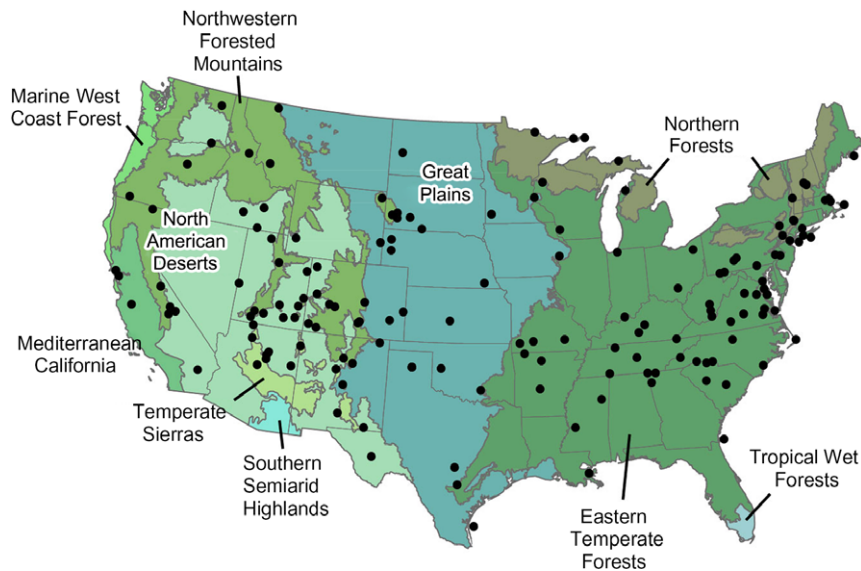 Northwestern
Forested
Mountains
Marine West
Coast Forest
Great
Plains
Northern
Forests
North
American
Deserts
Mediterranean
California
Temperate
Sierras
Southern
Semiarid
Highlands
Eastern
Temperate
Forests
Tropical Wet
Forests